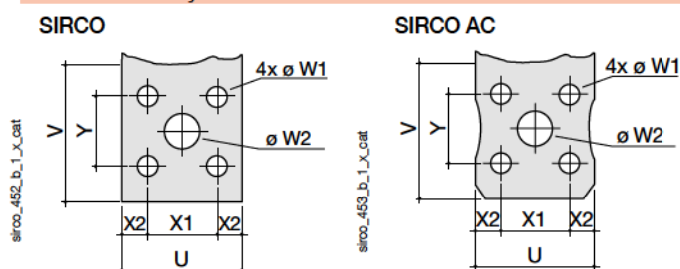 SIRCO
4x ø W1
V
Y
ø W2
X2
X1
X2
U
sirco_452_b_1_x_cat
SIRCO AC
4x ø W1
V
Y
ø W2
X2
X1
X2
U
sirco_453_b_1_x_cat